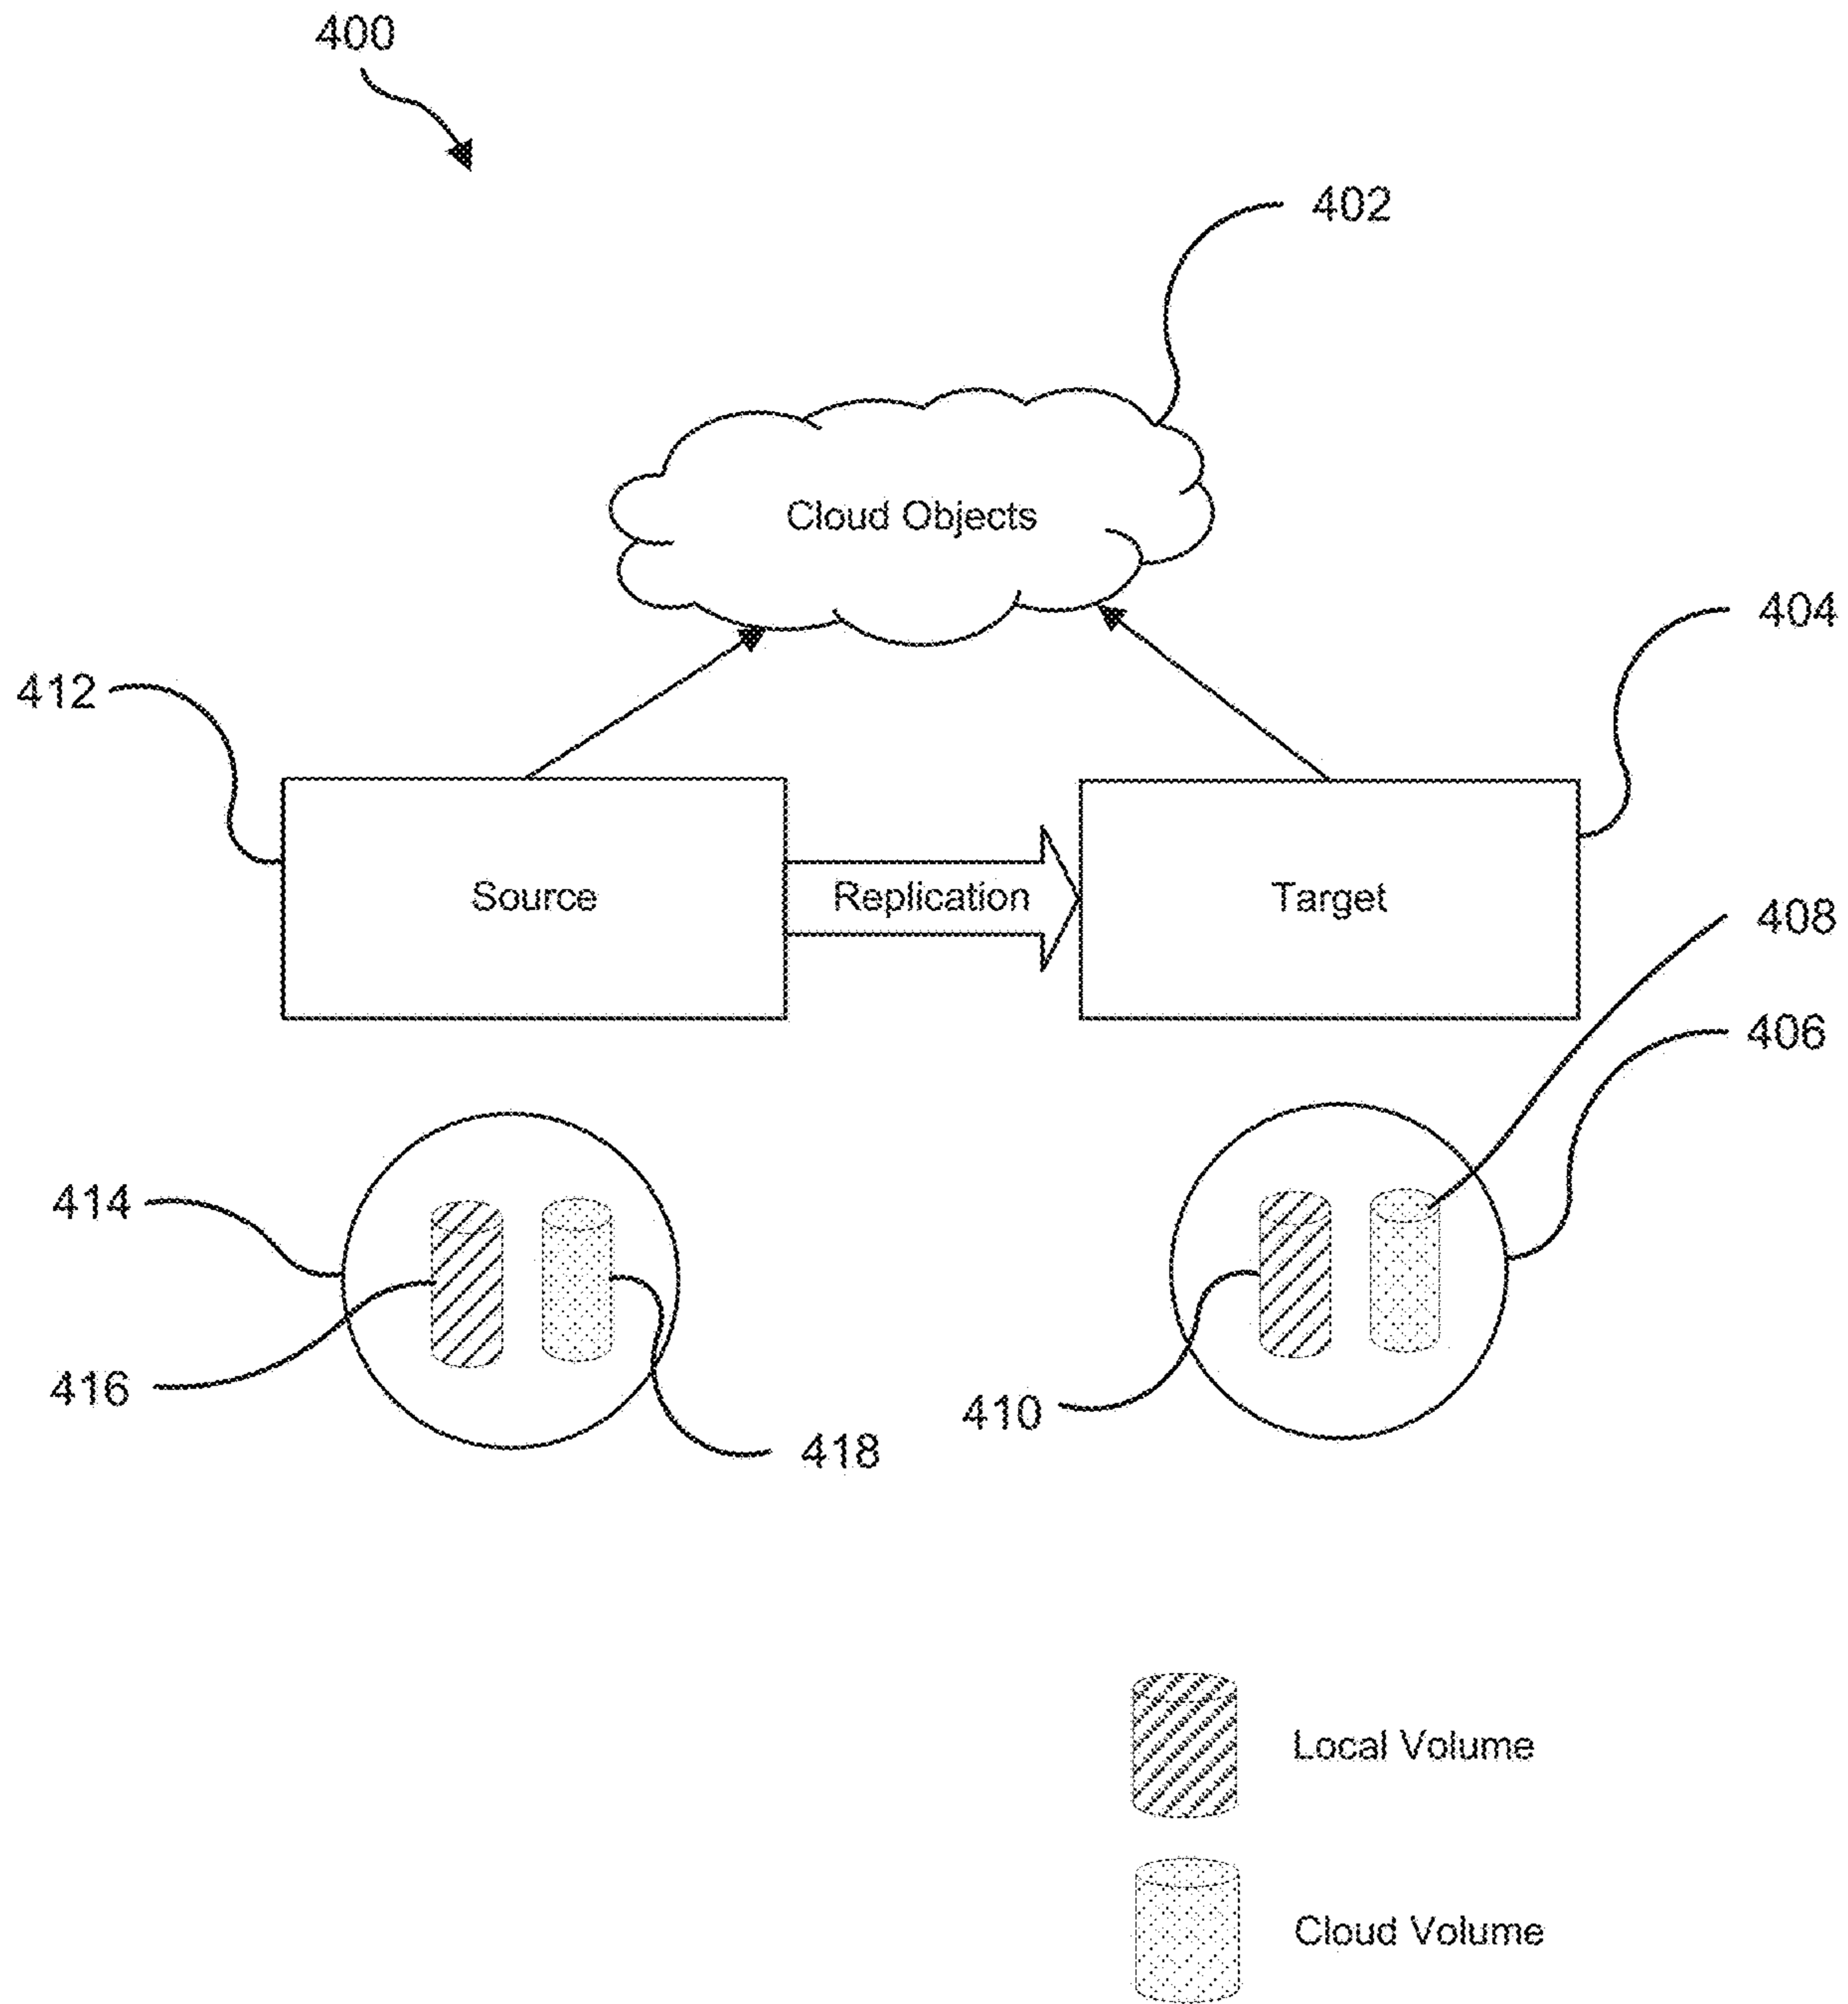 400
402
Cloud Objects
404
412
Source
Replication
Target
408
406
414
416
418
410
Local Volume
Cloud Volume